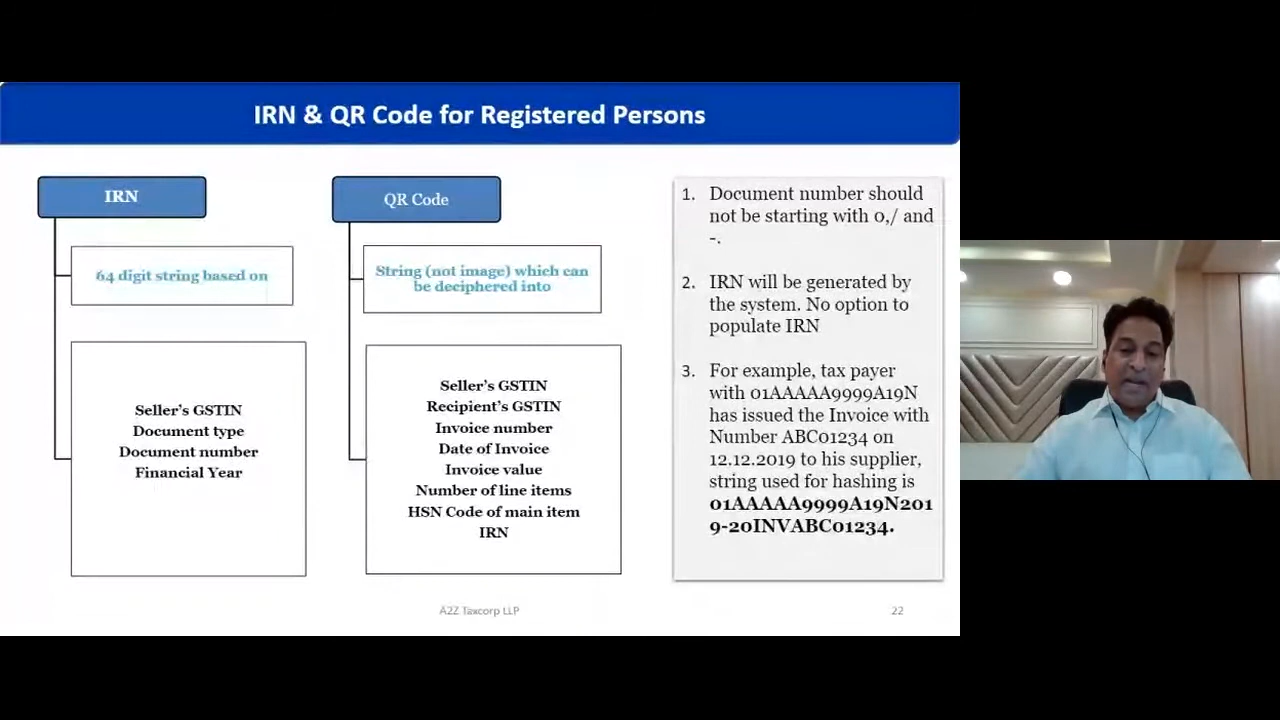 IRN & QR Code for Registered Persons
IRN
64 digit string based on
Seller's GSTIN
Document type
Document number
Financial Year
QR Code
String (not image) which can
be deciphered into
Seller's GSTIN
Recipient's GSTIN
Invoice number
Date of Invoice
Invoice value
Number of line items
HSN Code of main item
IRN
1. Document number should
not be starting with 0,/ and
-.
2. IRN will be generated by
the system. No option to
populate IRN
3. For example, tax payer
with 01AAAAA9999A19N
has issued the Invoice with
Number ABC01234 on
12.12.2019 to his supplier,
string used for hashing is
01AAAAA9999A19N201
9-20INVABC01234.
A2Z Taxcorp LLP
22